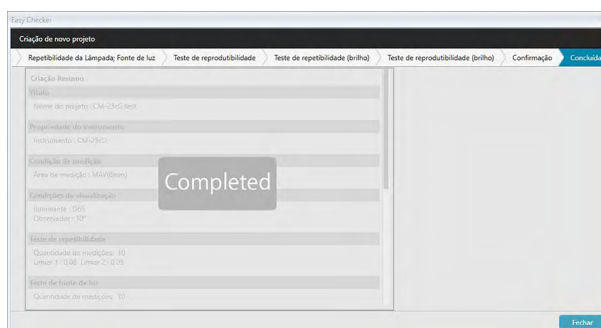 Easy Checker
Criação de novo projeto
Repetibilidade da Lâmpada; Fonte de luz
Teste de reprodutibilidade
Teste de repetibilidade (brilho)
Teste de reprodutibilidade (brilho)
Confirmação
Concluída
Criação Resumo
Título
Nome do projeto : CM-25cG test
Propriedade do instrumento
Instrumento : CM-25cG
Condição de medição
Área de medição : MAV(8mm)
Condições de visualização
Iluminante : D65
Observador : 10°
Teste de repetibilidade
Quantidade de medições: 10
Limiar 1 : 0.08 Limiar 2 : 0.05
Teste de fonte de luz
Quantidade de medições: 10
Completed
Fechar